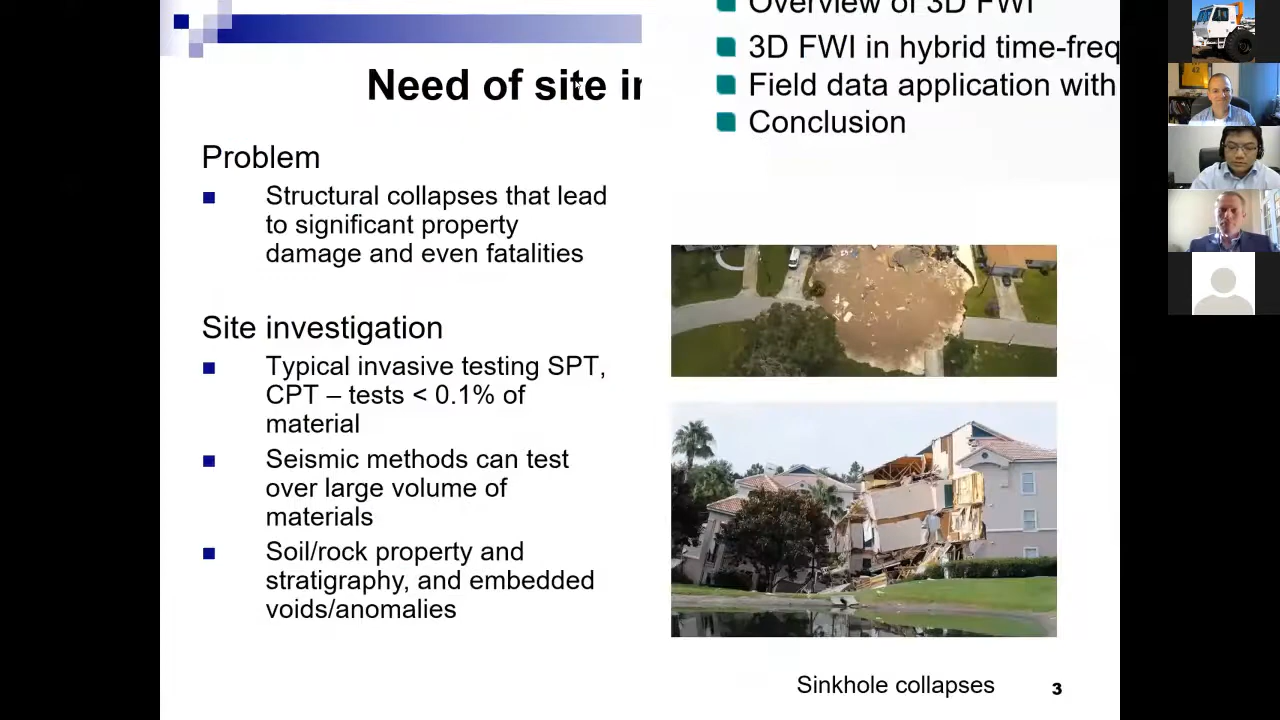 Overview of 3D FWI
3D FWI in hybrid time-freq
Field data application with
Conclusion
Need of site in
Problem
Structural collapses that lead
to significant property
damage and even fatalities
Site investigation
Typical invasive testing SPT,
CPT – tests < 0.1% of
material
Seismic methods can test
over large volume of
materials
Soil/rock property and
stratigraphy, and embedded
voids/anomalies
Sinkhole collapses
3
42